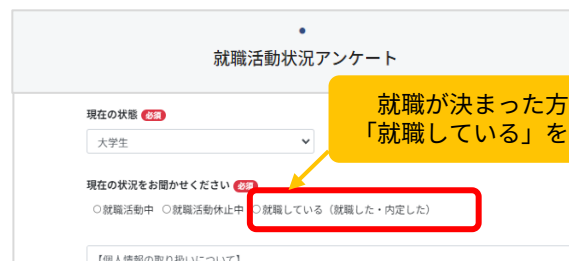 就職活動状況アンケート
就職が決まった方
「就職している」を
現在の状態 必須
大学生
現在の状況をお聞かせください 必須
○就職活動中 ○就職活動休止中 ○就職している（就職した・内定した）
【個人情報の取り扱いについて】